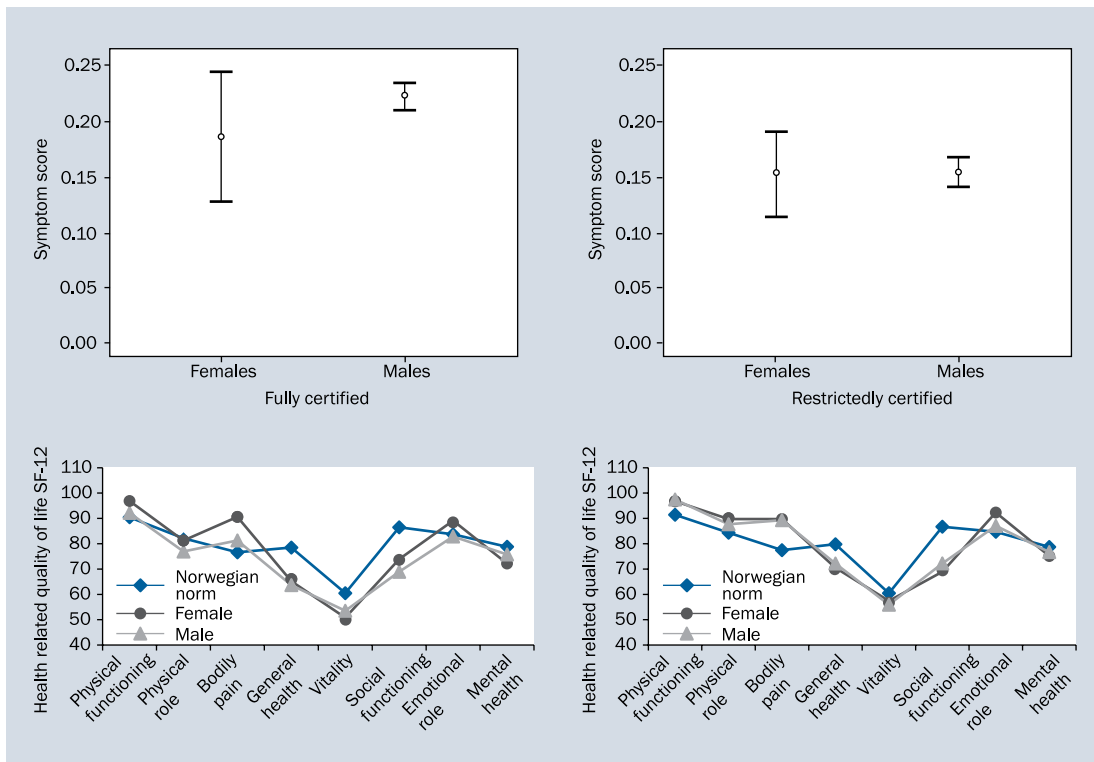 Symptom score
0.25
0.20
0.15
0.10
0.05
0.00
Females
Males
Fully certified
Symptom score
0.25
0.20
0.15
0.10
0.05
0.00
Females
Males
Restrictedly certified
Health related quality of life SF-12
110
100
90
80
70
60
50
40
Norwegian
norm
Female
Male
Physical
functioning
Physical
role
Bodily
pain
General
health
Vitality
Social
functioning
Emotional
role
Mental
health
Health related quality of life SF-12
110
100
90
80
70
60
50
40
Norwegian
norm
Female
Male
Physical
functioning
Physical
role
Bodily
pain
General
health
Vitality
Social
functioning
Emotional
role
Mental
health